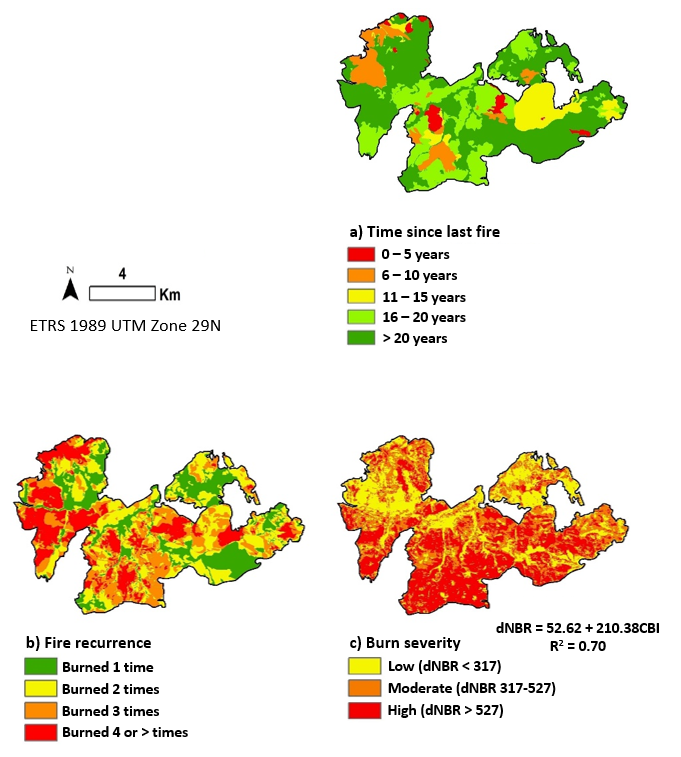 a) Time since last fire
0 – 5 years
6 – 10 years
11 – 15 years
16 – 20 years
> 20 years
N
4
Km
ETRS 1989 UTM Zone 29N
b) Fire recurrence
Burned 1 time
Burned 2 times
Burned 3 times
Burned 4 or > times
dNBR = 52.62 + 210.38CBI
R² = 0.70
c) Burn severity
Low (dNBR < 317)
Moderate (dNBR 317-527)
High (dNBR > 527)